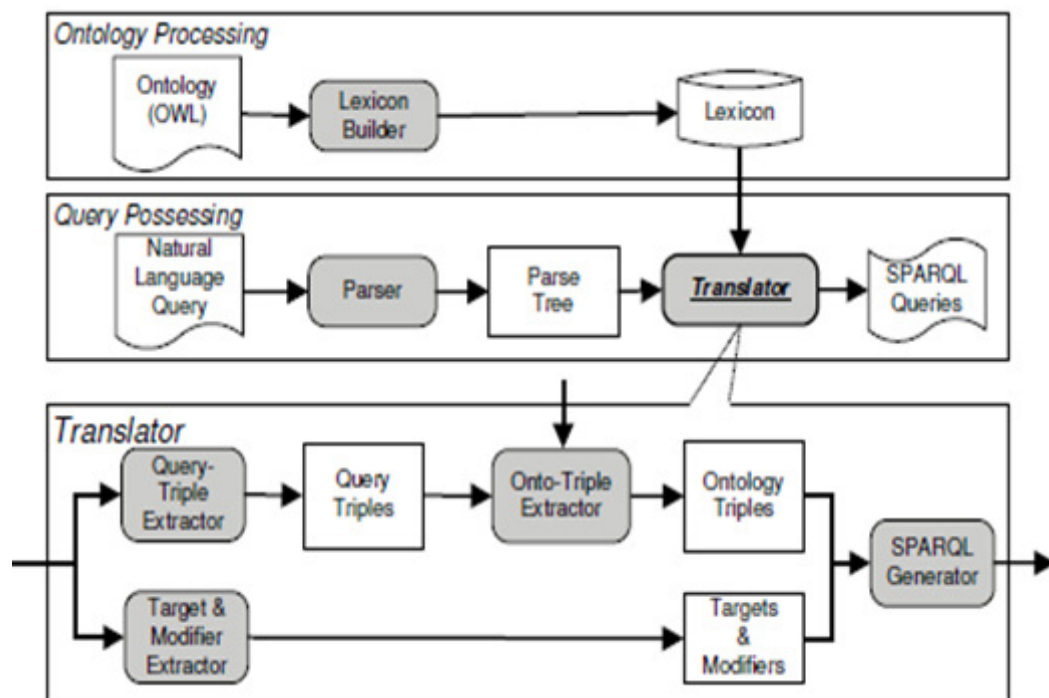 Ontology Processing
Ontology
(OWL)
Lexicon
Builder
Lexicon
Query Possessing
Natural
Language
Query
Parser
Parse
Tree
Translator
SPARQL
Queries
Translator
Query-
Triple
Extractor
Query
Triples
Onto-Triple
Extractor
Ontology
Triples
SPARQL
Generator
Target &
Modifier
Extractor
Targets
&
Modifiers